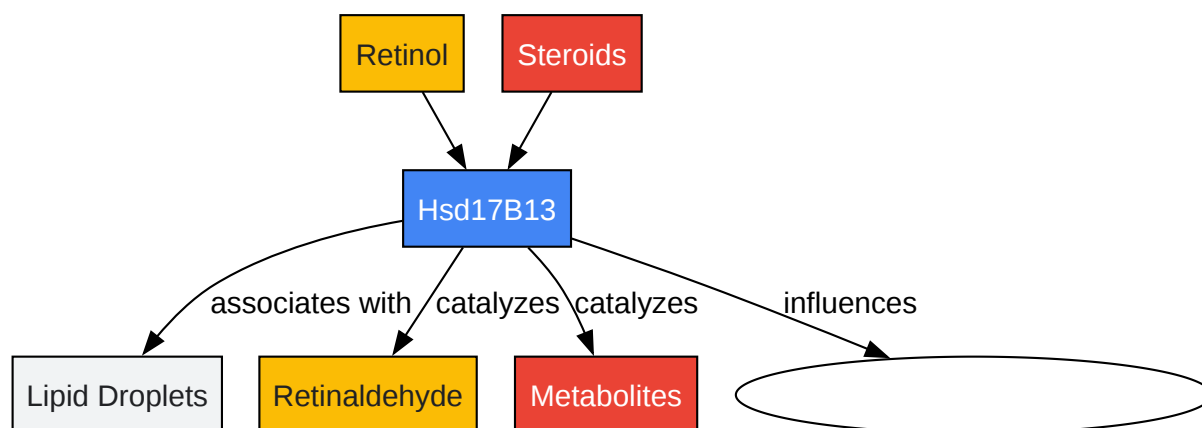 Retinol
Steroids
Hsd17B13
associates with
catalyzes
catalyzes
influences
Lipid Droplets
Retinaldehyde
Metabolites